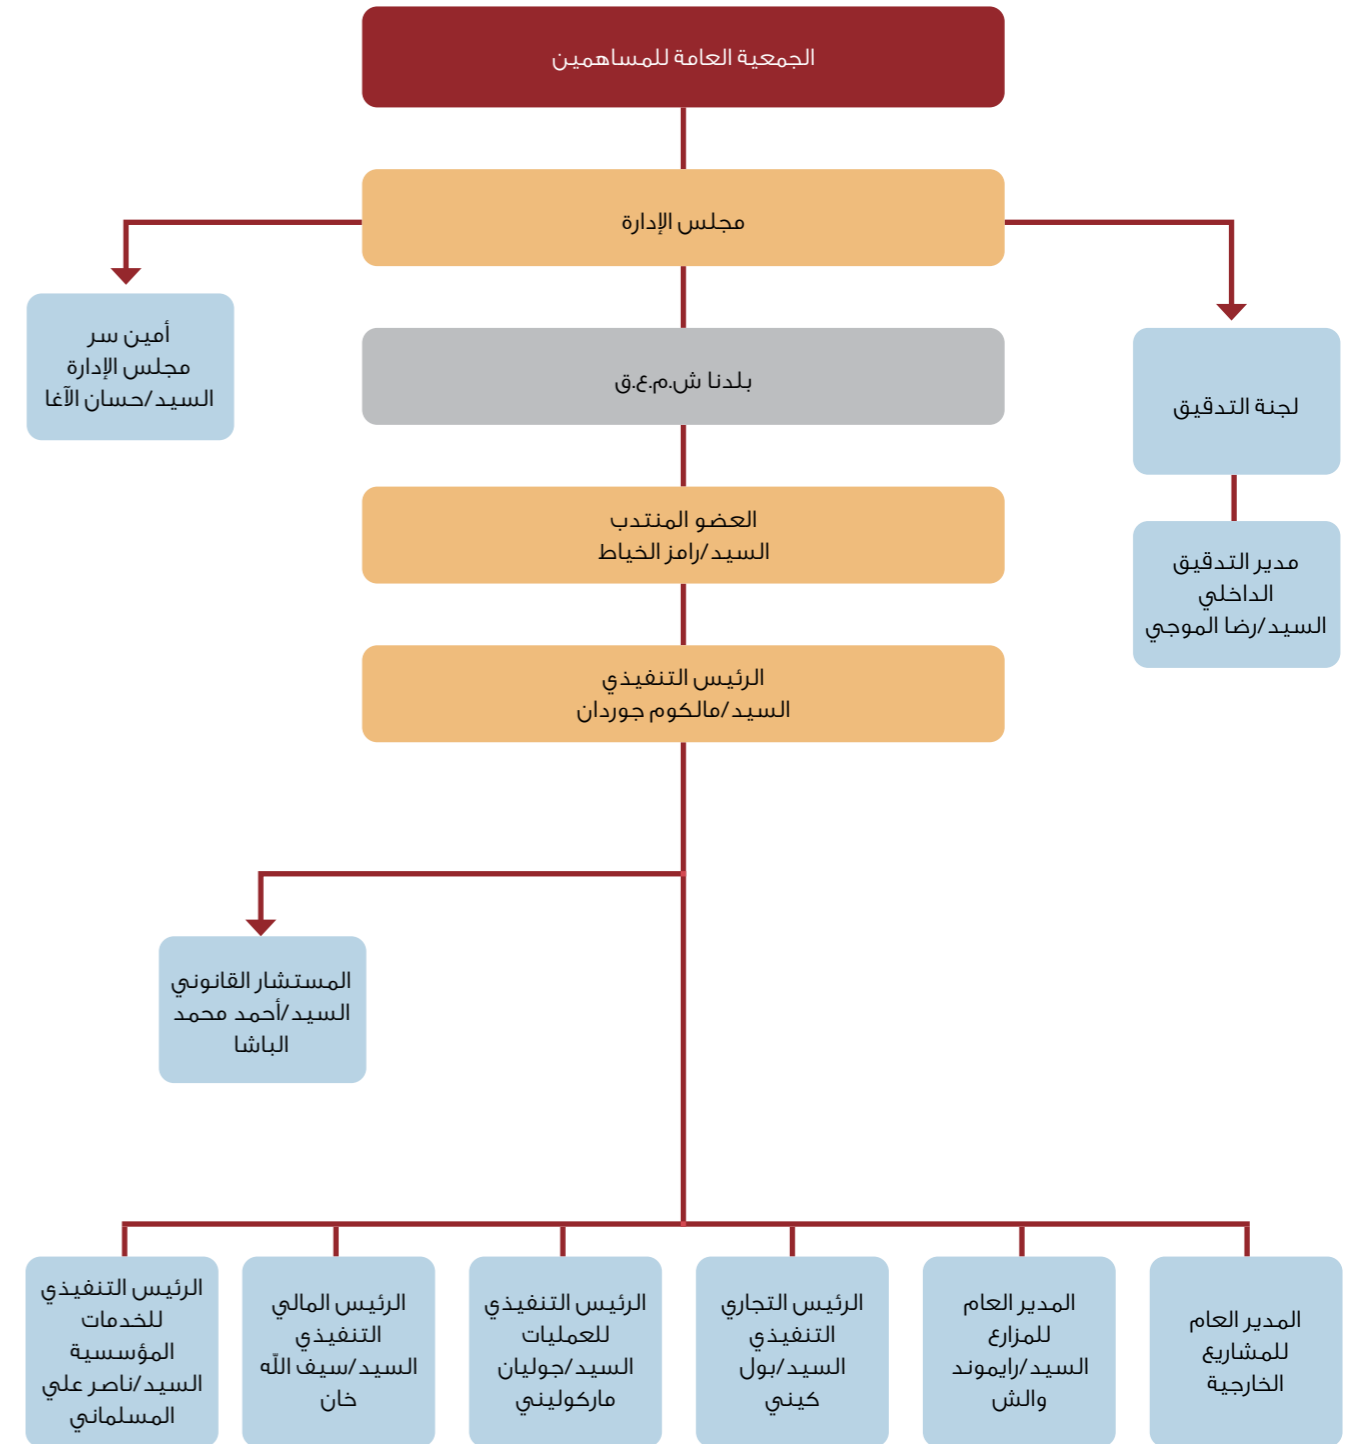 الجمعية العامة للمساهمين
مجلس الإدارة
أمين سر
مجلس الإدارة
السيد/حسان الآغا
بلدنا ش.م.ع.ق
لجنة التدقيق
العضو المنتدب
السيد/رامز الخياط
مدير التدقيق
الداخلي
السيد/رضا الموجي
الرئيس التنفيذي
السيد/مالكوم جوردان
المستشار القانوني
السيد/أحمد محمد
الباشا
المدير العام
للمشاريع
الخارجية
المدير العام
للمزارع
السيد/رايموند
والش
الرئيس التجاري
التنفيذي
السيد/بول
كيني
الرئيس التنفيذي
للعمليات
السيد/جوليان
ماركوليني
الرئيس المالي
التنفيذي
السيد/سيف الله
خان
الرئيس التنفيذي
للخدمات
المؤسسية
السيد/ناصر علي
المسلماني